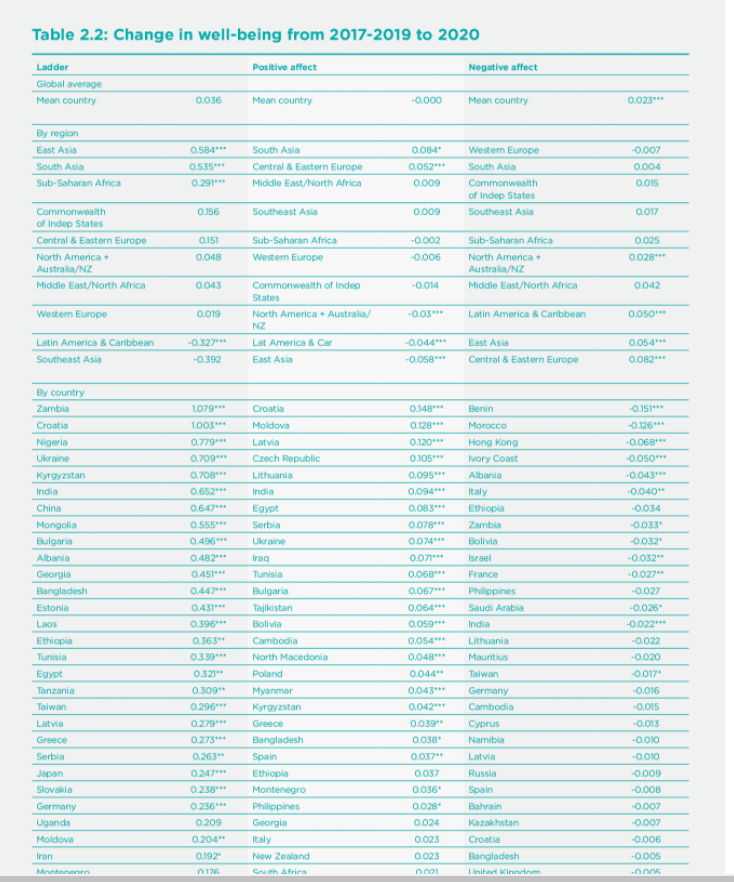 Table 2.2: Change in well-being from 2017-2019 to 2020
Ladder Positive affect Negative affect
Global average
Mean country 0.036 Mean country -0.000 Mean country 0.023***
By region
East Asia 0.584*** South Asia 0.084* Western Europe -0.007
South Asia 0.535*** Central & Eastern Europe 0.052*** South Asia 0.004
Sub-Saharan Africa 0.291*** Middle East/North Africa 0.009 Commonwealth
of Indep States 0.015
Commonwealth
of Indep States 0.156 Southeast Asia 0.009 Southeast Asia 0.017
Central & Eastern Europe 0.151 Sub-Saharan Africa -0.002 Sub-Saharan Africa 0.025
North America +
Australia/NZ 0.048 Western Europe -0.006 North America +
Australia/NZ 0.028***
Middle East/North Africa 0.043 Commonwealth of Indep
States -0.014 Middle East/North Africa 0.042
Western Europe 0.019 North America + Australia/
NZ -0.03*** Latin America & Caribbean 0.050***
Latin America & Caribbean -0.327*** Lat America & Car -0.044*** East Asia 0.054***
Southeast Asia -0.392 East Asia -0.058*** Central & Eastern Europe 0.082***
By country
Zambia 1.079*** Croatia 0.148*** Benin -0.151***
Croatia 1.003*** Moldova 0.128*** Morocco -0.126***
Nigeria 0.779*** Latvia 0.120*** Hong Kong -0.068***
Ukraine 0.709*** Czech Republic 0.105*** Ivory Coast -0.050***
Kyrgyzstan 0.708*** Lithuania 0.095*** Albania -0.043***
India 0.652*** India 0.094*** Italy -0.040**
China 0.647*** Egypt 0.083*** Ethiopia -0.034
Mongolia 0.555*** Serbia 0.078*** Zambia -0.033*
Bulgaria 0.496*** Ukraine 0.074*** Bolivia -0.032*
Albania 0.482*** Iraq 0.071*** Israel -0.032**
Georgia 0.451*** Tunisia 0.068*** France -0.027**
Bangladesh 0.447*** Bulgaria 0.067*** Philippines -0.027
Estonia 0.431*** Tajikistan 0.064*** Saudi Arabia -0.026*
Laos 0.396*** Bolivia 0.059*** India -0.022***
Ethiopia 0.363** Cambodia 0.054*** Lithuania -0.022
Tunisia 0.339*** North Macedonia 0.048*** Mauritius -0.020
Egypt 0.321** Poland 0.044** Taiwan -0.017*
Tanzania 0.309** Myanmar 0.043*** Germany -0.016
Taiwan 0.296*** Kyrgyzstan 0.042*** Cambodia -0.015
Latvia 0.279*** Greece 0.039** Cyprus -0.013
Greece 0.273*** Bangladesh 0.038* Namibia -0.010
Serbia 0.263** Spain 0.037** Latvia -0.010
Japan 0.247*** Ethiopia 0.037 Russia -0.009
Slovakia 0.238*** Montenegro 0.036* Spain -0.008
Germany 0.236*** Philippines 0.028* Bahrain -0.007
Uganda 0.209 Georgia 0.024 Kazakhstan -0.007
Moldova 0.204** Italy 0.023 Croatia -0.006
Iran 0.192* New Zealand 0.023 Bangladesh -0.005
Montenegro 0.176 South Africa 0.021 United Kingdom -0.005